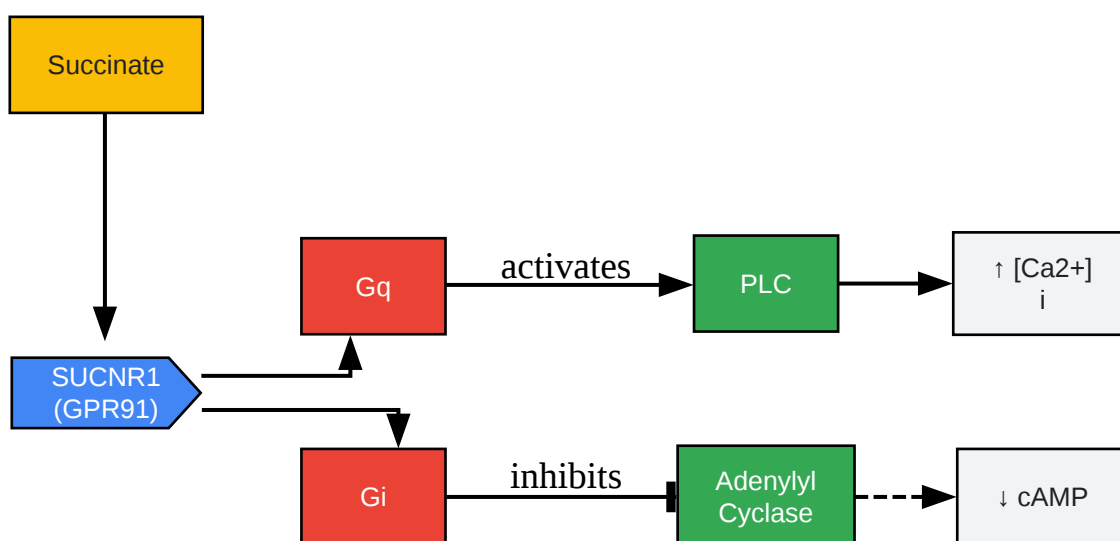 Succinate
Gq
activates
PLC
↑ [Ca2+]
i
SUCNR1
(GPR91)
Gi
inhibits
Adenylyl
Cyclase
↓ cAMP